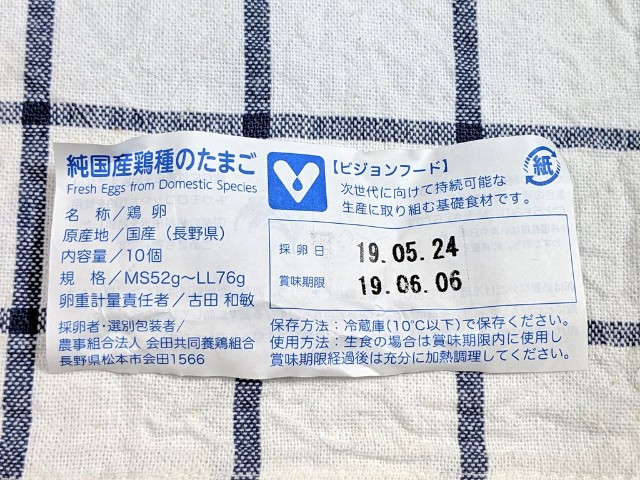 純国産鶏種のたまご
Fresh Eggs from Domestic Species
名 称／鶏 卵
原産地／国産（長野県）
内容量／10個
規 格／MS52g〜LL76g
卵重計量責任者／古田 和敏
採卵者・選別包装者／
農事組合法人 会田共同養鶏組合
長野県松本市会田1566
【ビジョンフード】
次世代に向けて持続可能な
生産に取り組む基礎食材です。
紙
採卵日 19.05.24
賞味期限 19.06.06
保存方法：冷蔵庫（10℃以下）で保存ください。
使用方法：生食の場合は賞味期限内に使用し
賞味期限経過後は充分に加熱調理してください。